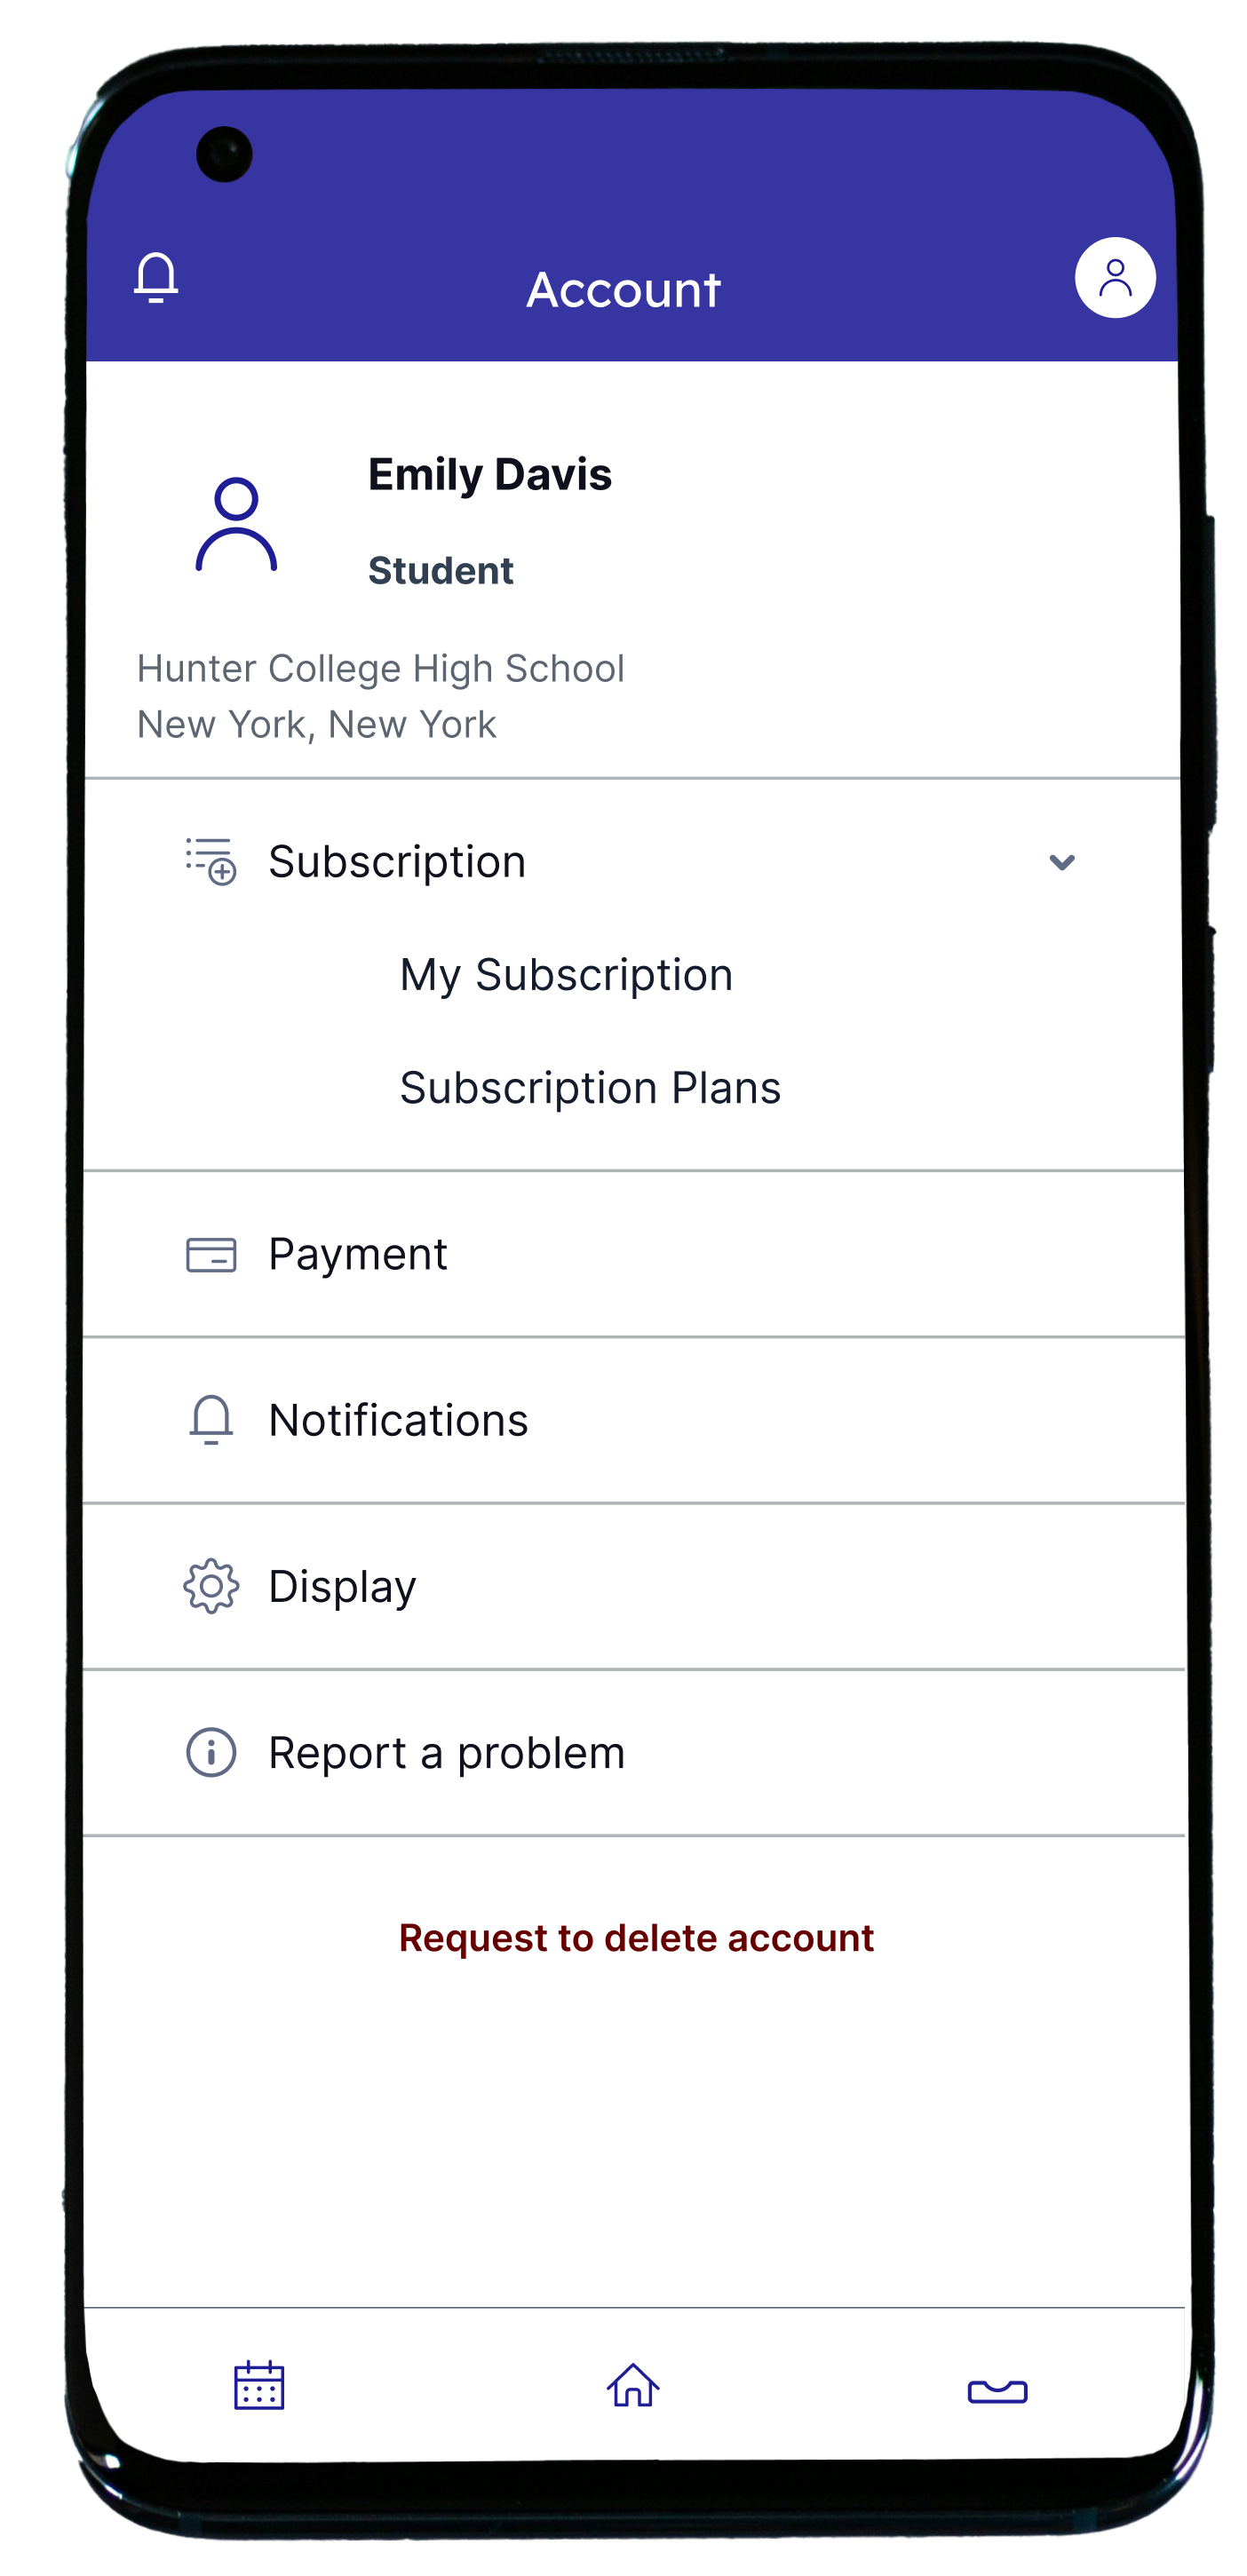 Account
Emily Davis
Student
Hunter College High School
New York, New York
Subscription
My Subscription
Subscription Plans
Payment
Notifications
Display
Report a problem
Request to delete account